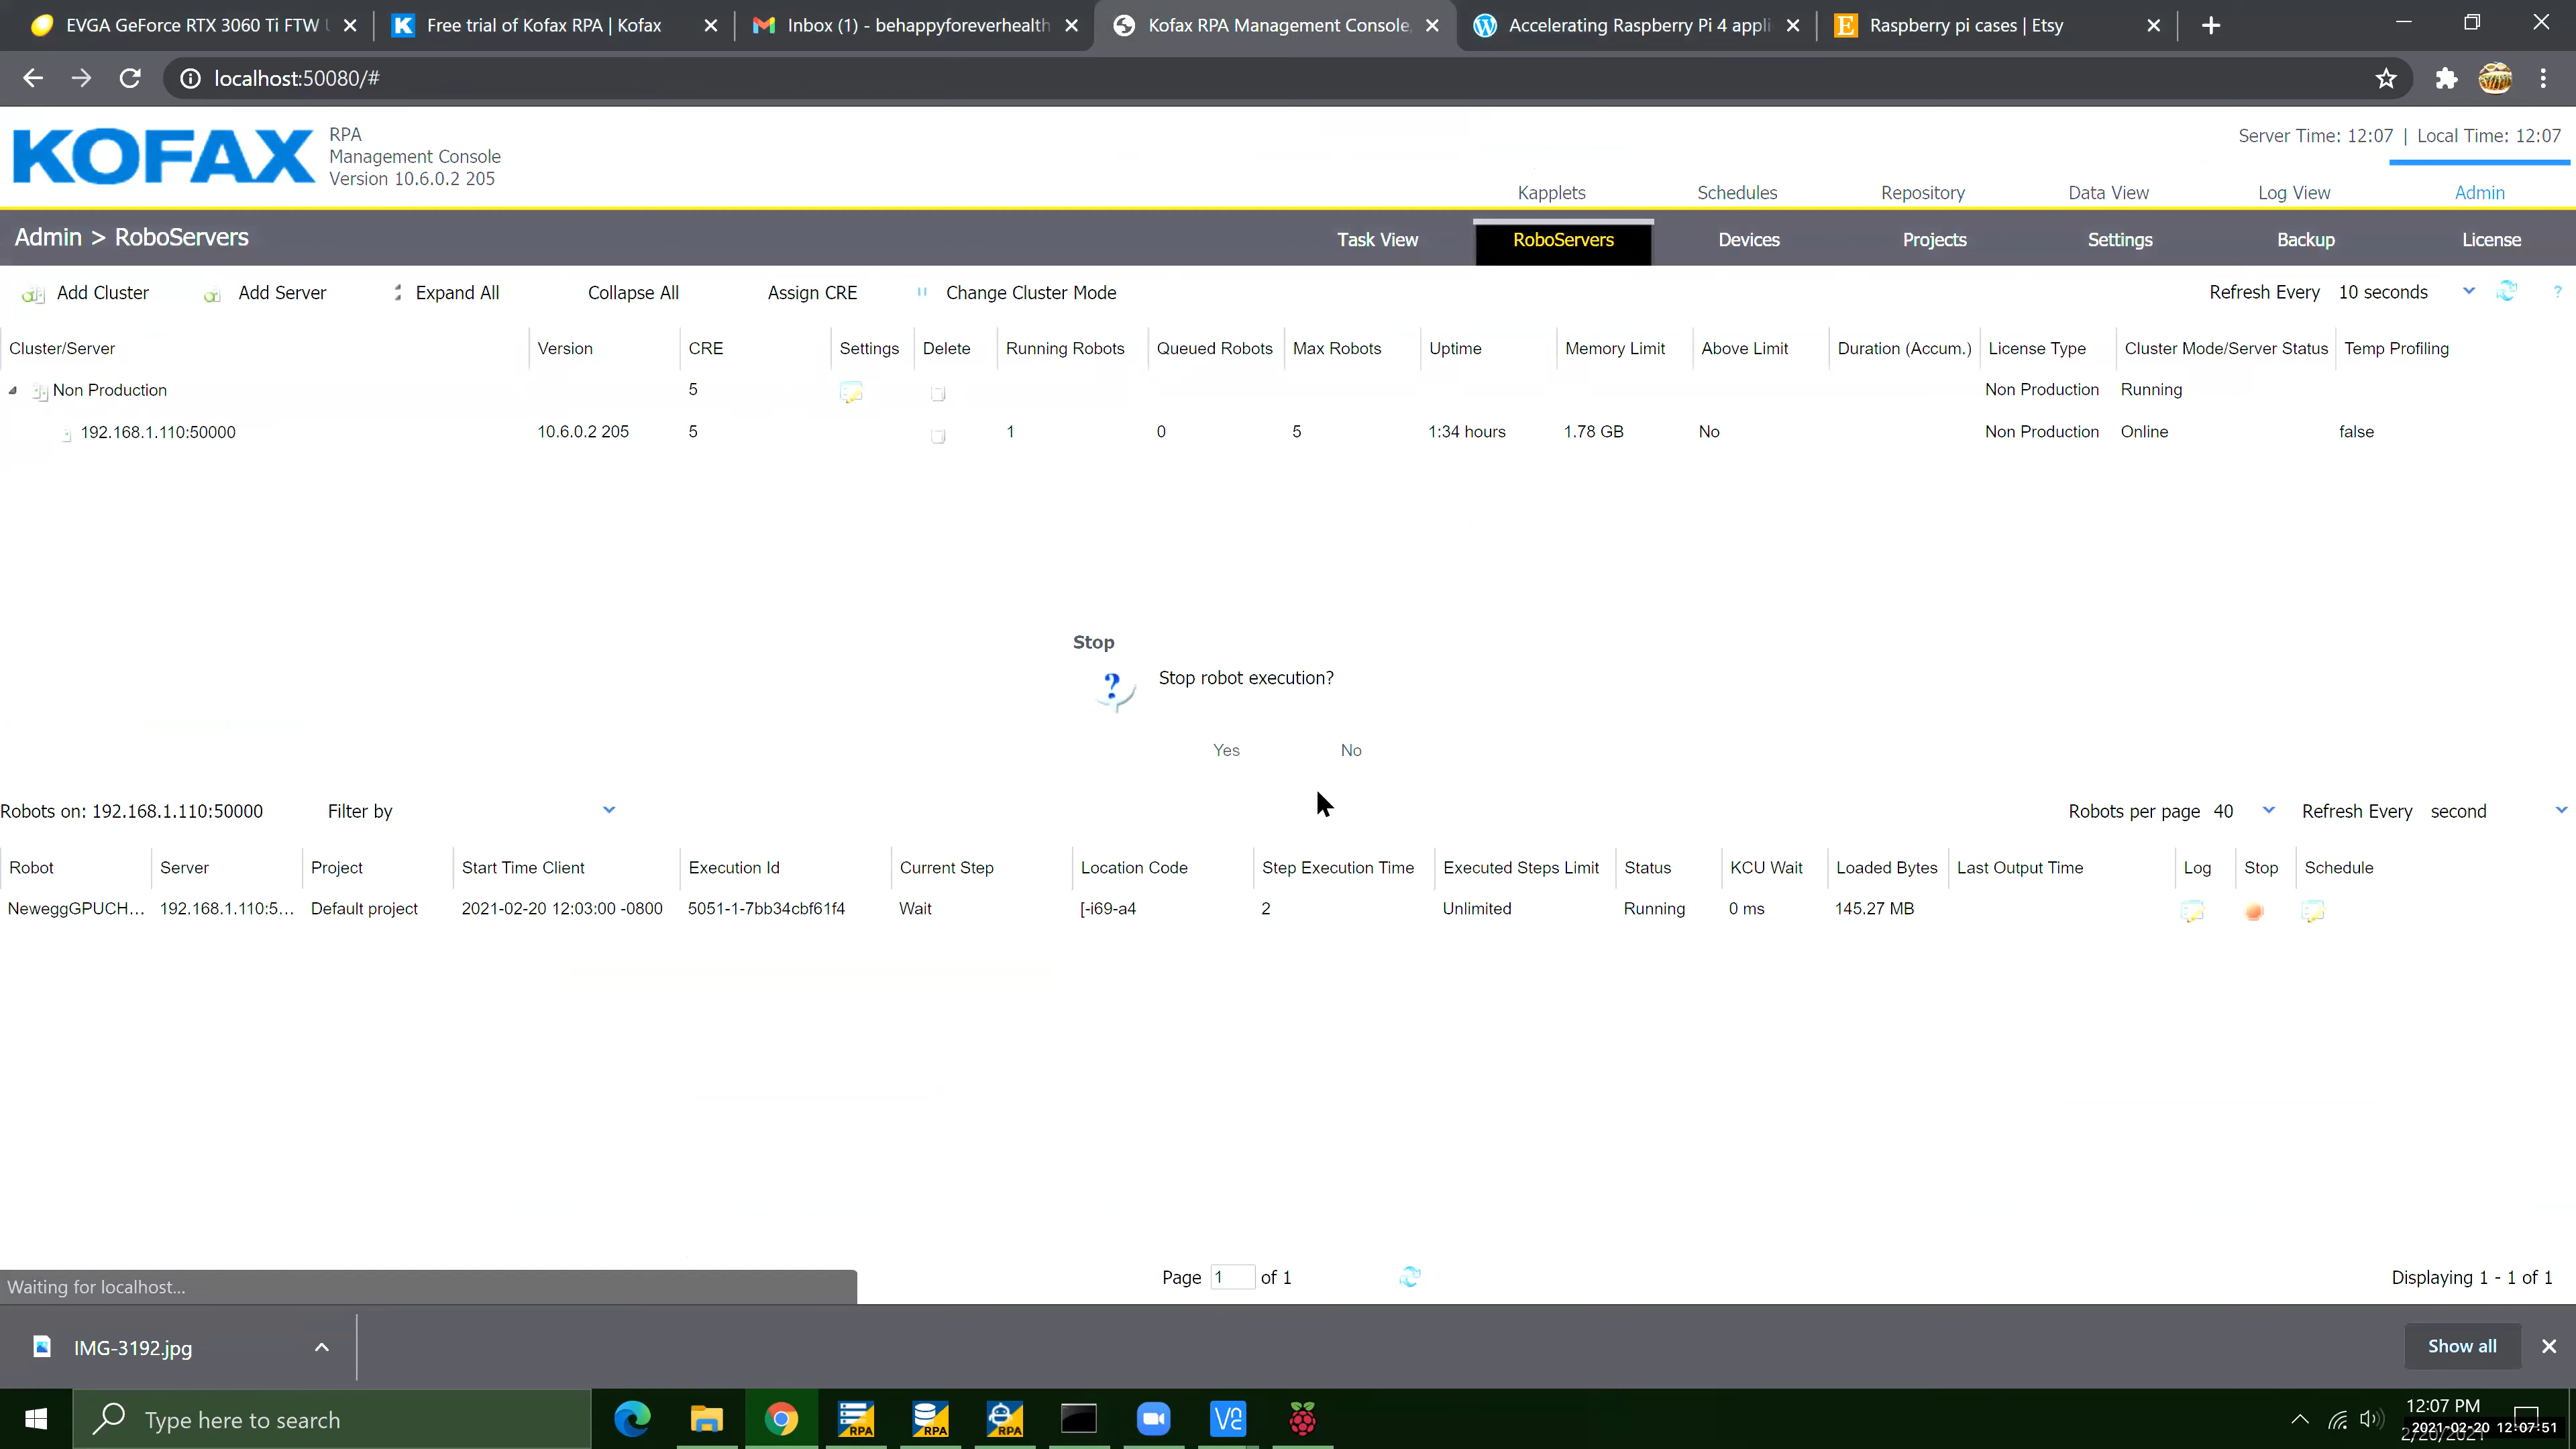 EVGA GeForce RTX 3060 Ti FTW U
Free trial of Kofax RPA | Kofax
Inbox (1) - behappyforeverhealth
Kofax RPA Management Console,
Accelerating Raspberry Pi 4 appli
Raspberry pi cases | Etsy
localhost:50080/#
KOFAX
RPA
Management Console
Version 10.6.0.2 205
Server Time: 12:07 | Local Time: 12:07
Kapplets Schedules Repository Data View Log View Admin
Admin > RoboServers
Task View RoboServers Devices Projects Settings Backup License
Add Cluster Add Server Expand All Collapse All Assign CRE Change Cluster Mode
Refresh Every 10 seconds ?
Cluster/Server Version CRE Settings Delete Running Robots Queued Robots Max Robots Uptime Memory Limit Above Limit Duration (Accum.) License Type Cluster Mode/Server Status Temp Profiling
Non Production 5 Non Production Running
192.168.1.110:50000 10.6.0.2 205 5 1 0 5 1:34 hours 1.78 GB No Non Production Online false
Stop
? Stop robot execution?
Yes No
Robots on: 192.168.1.110:50000 Filter by
Robots per page 40 Refresh Every second
Robot Server Project Start Time Client Execution Id Current Step Location Code Step Execution Time Executed Steps Limit Status KCU Wait Loaded Bytes Last Output Time Log Stop Schedule
NeweggGPUCH... 192.168.1.110:5... Default project 2021-02-20 12:03:00 -0800 5051-1-7bb34cbf61f4 Wait [-i69-a4 2 Unlimited Running 0 ms 145.27 MB
Page 1 of 1
Displaying 1 - 1 of 1
Waiting for localhost...
IMG-3192.jpg
Show all
Type here to search
RPA
RPA
RPA
12:07 PM
2021-02-20 12:07:51